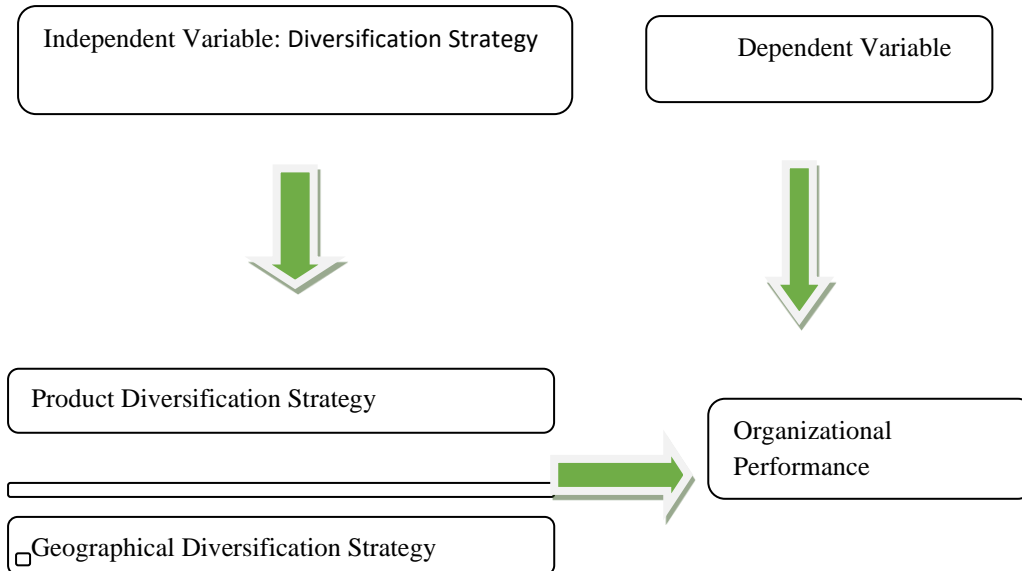 Independent Variable: Diversification Strategy
Dependent Variable
Product Diversification Strategy
Organizational
Performance
Geographical Diversification Strategy